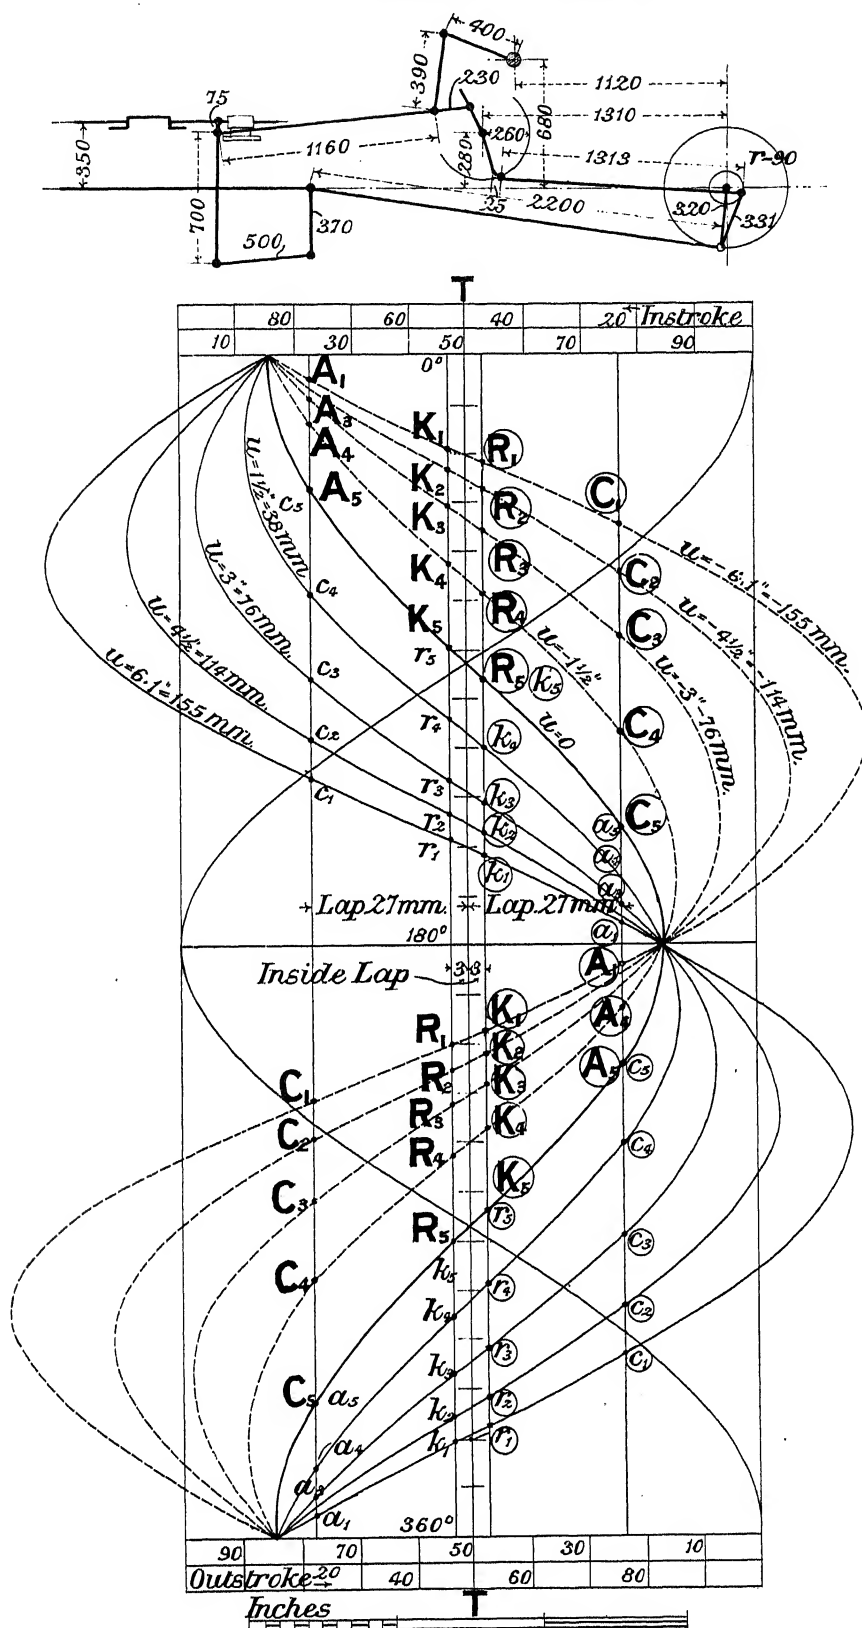 400
390
230
1120
75
1310
680
260
350
1160
280
1313
r=90
700
25
2200
320
331
370
500
T
80 60 40 20 ← Instroke
10 30 50 70 90
0°
A₁
A₃
A₄
A₅
K₁
K₂
K₃
K₄
K₅
R₁
R₂
R₃
R₄
R₅ k₅
C₁
C₂
C₃
C₄
C₅
u=1½"=38mm
u=3"=76mm.
u=4½"=114mm.
u=6.1"=155mm.
u=-6.1"=-155mm.
u=-4½"=-114mm.
u=-3"-76mm.
u=-1½"
u=0
c₅
c₄
c₃
c₂
c₁
r₅
r₄
r₃
r₂
r₁
k₄
k₃
k₂
k₁
a₁
Lap 27mm. Lap. 27mm
180°
Inside Lap 3 3
A₁
A₄
A₅
R₁
R₂
R₃
R₄
R₅
K₁
K₂
K₃
K₄
K₅
C₁
C₂
C₃
C₄
C₅
c₅
c₄
c₃
c₂
c₁
k₅
k₄
k₃
k₂
k₁
r₄
r₃
r₂
r₁
a₅
a₄
a₃
a₁
360°
90 70 50 30 10
Outstroke 20 → 40 60 80
Inches
T